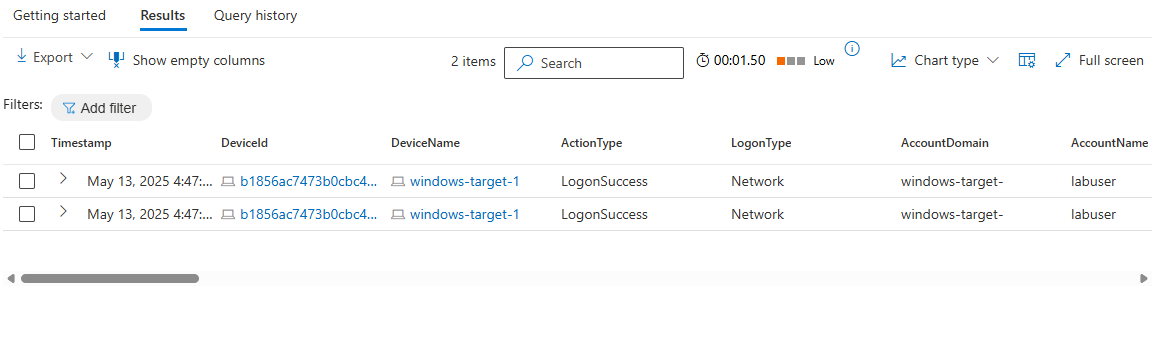 Getting started Results Query history
Export Show empty columns 2 items Search 00:01.50 Low Chart type Full screen
Filters: Add filter
Timestamp DeviceId DeviceName ActionType LogonType AccountDomain AccountName
May 13, 2025 4:47:... b1856ac7473b0cbc4... windows-target-1 LogonSuccess Network windows-target- labuser
May 13, 2025 4:47:... b1856ac7473b0cbc4... windows-target-1 LogonSuccess Network windows-target- labuser